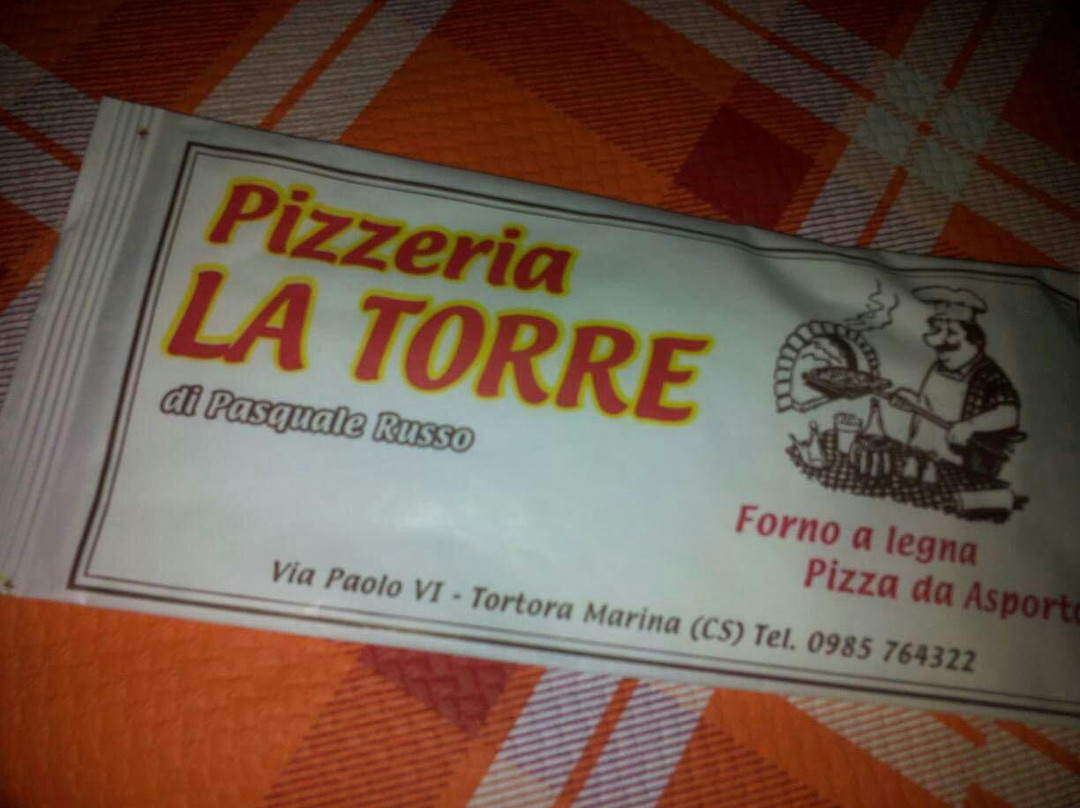 Pizzeria
LA TORRE
di Pasquale Russo
Forno a legna
Pizza da Asporto
Via Paolo VI - Tortora Marina (CS) Tel. 0985 764322